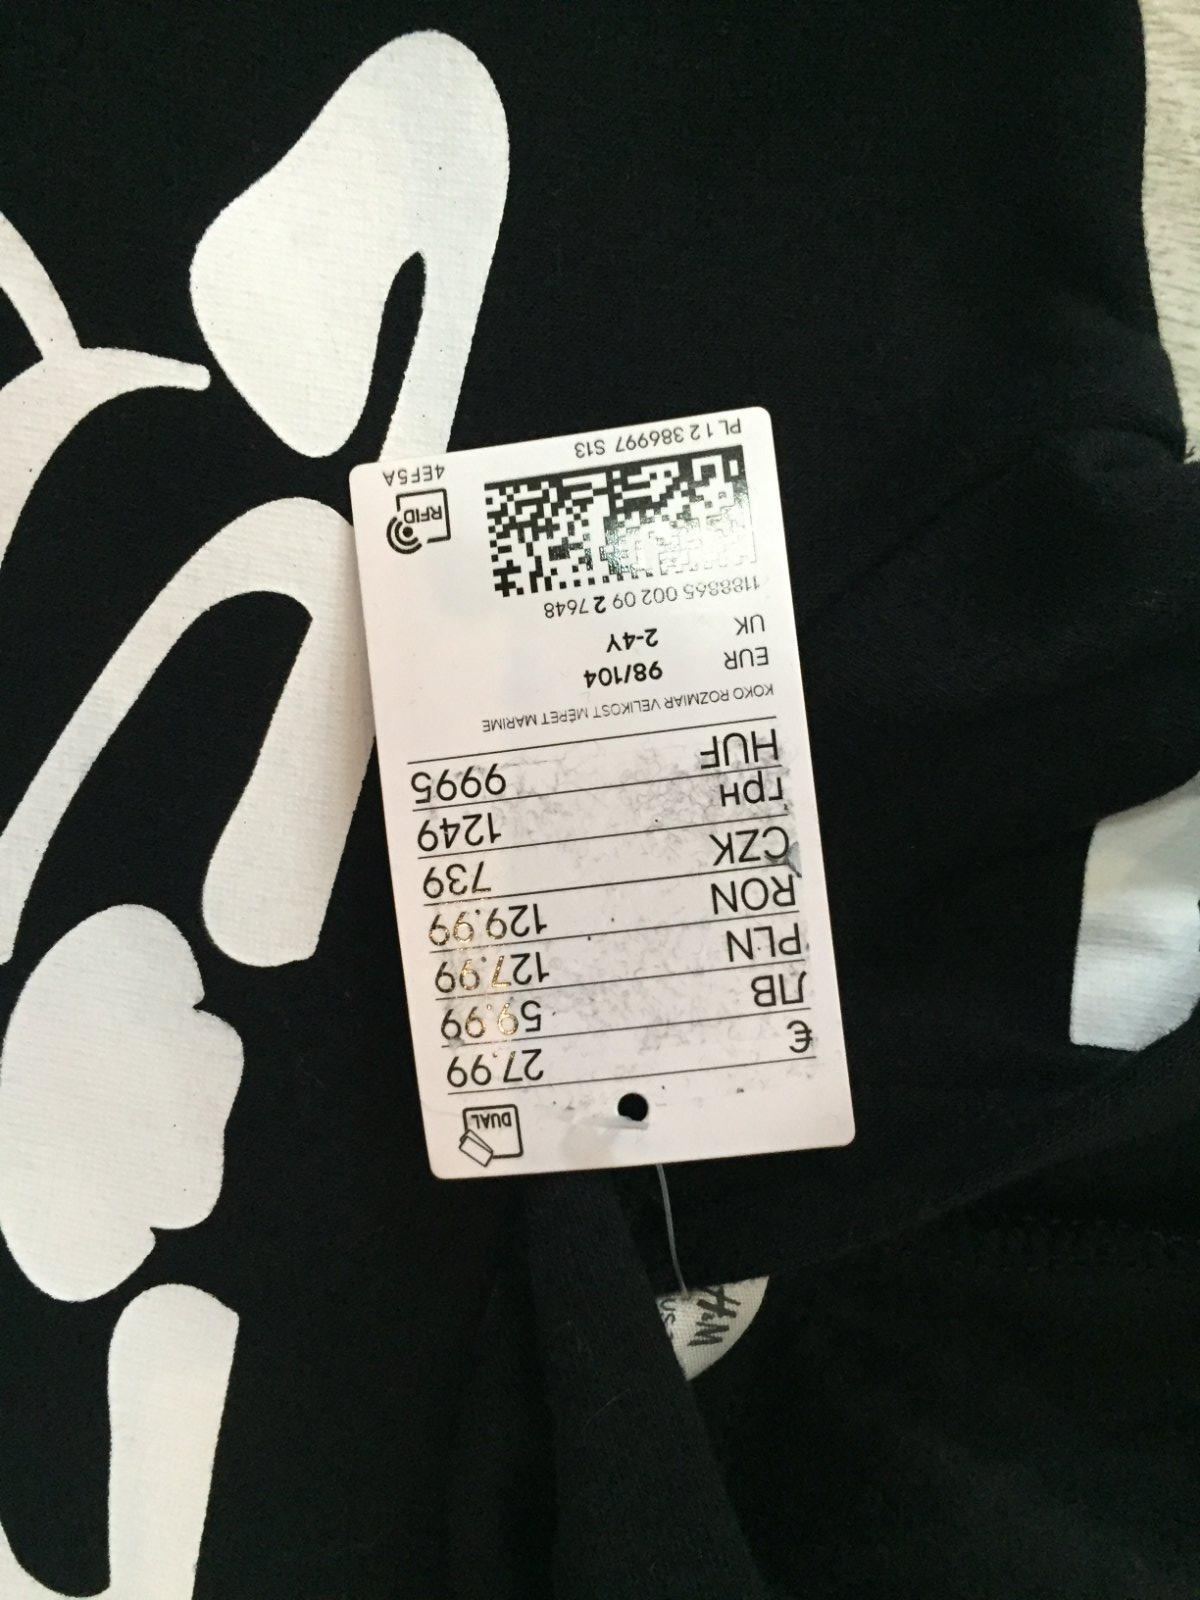 DUAL
€ 27.99
ЛВ 59.99
PLN 127.99
RON 129.99
CZK 739
грн 1249
HUF 9995
KOKO ROZMIAR VELIKOST MÉRET MARIME
EUR 98/104
UK 2-4Y
1188865 002 09 2 7648
RFID
PL 12 386997 S13
4EF5A
H&M
US